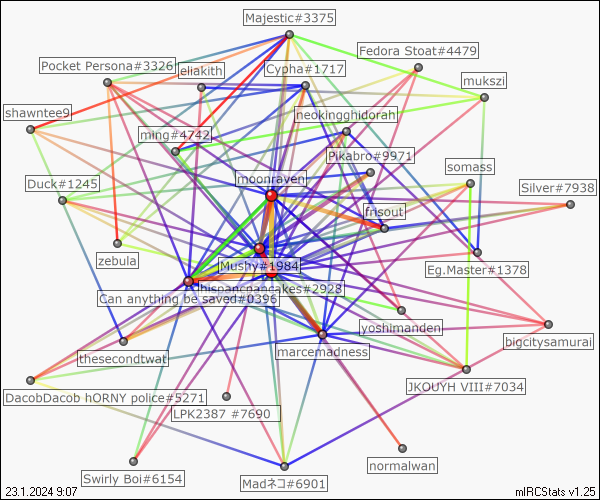 Majestic#3375
Fedora Stoat#4479
Pocket Persona#3326
eliakith
Cypha#1717
mukszi
shawntee9
neokingghidorah
ming#4742
Pikabro#9971
moonraven
somass
Duck#1245
Silver#7938
frisout
zebula
Mushy#1984
Eg.Master#1378
hispancpancakes#2928
Can anything be saved#0396
yoshimanden
bigcitysamurai
thesecondtwat
marcemadness
DacobDacob hORNY police#5271
JKOUYH VIII#7034
LPK2387 #7690
normalwan
Swirly Boi#6154
Madネコ#6901
23.1.2024 9:07
mIRCStats v1.25